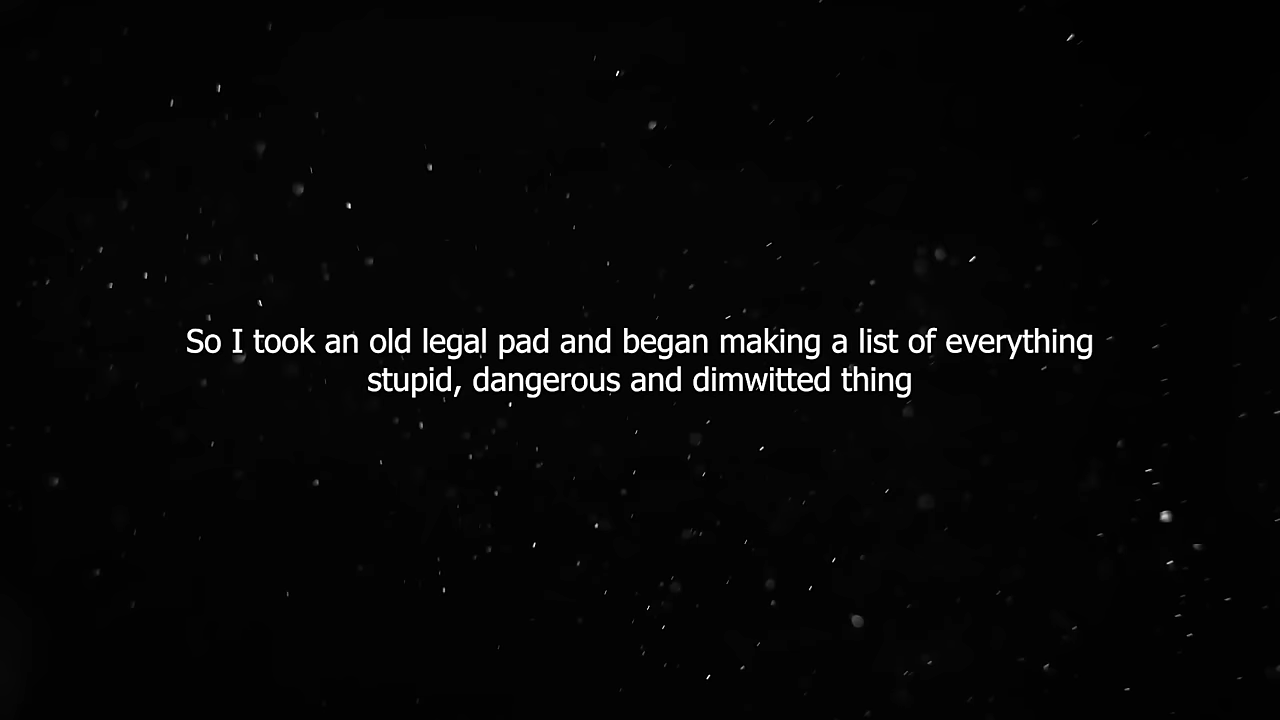 So I took an old legal pad and began making a list of everything
stupid, dangerous and dimwitted thing